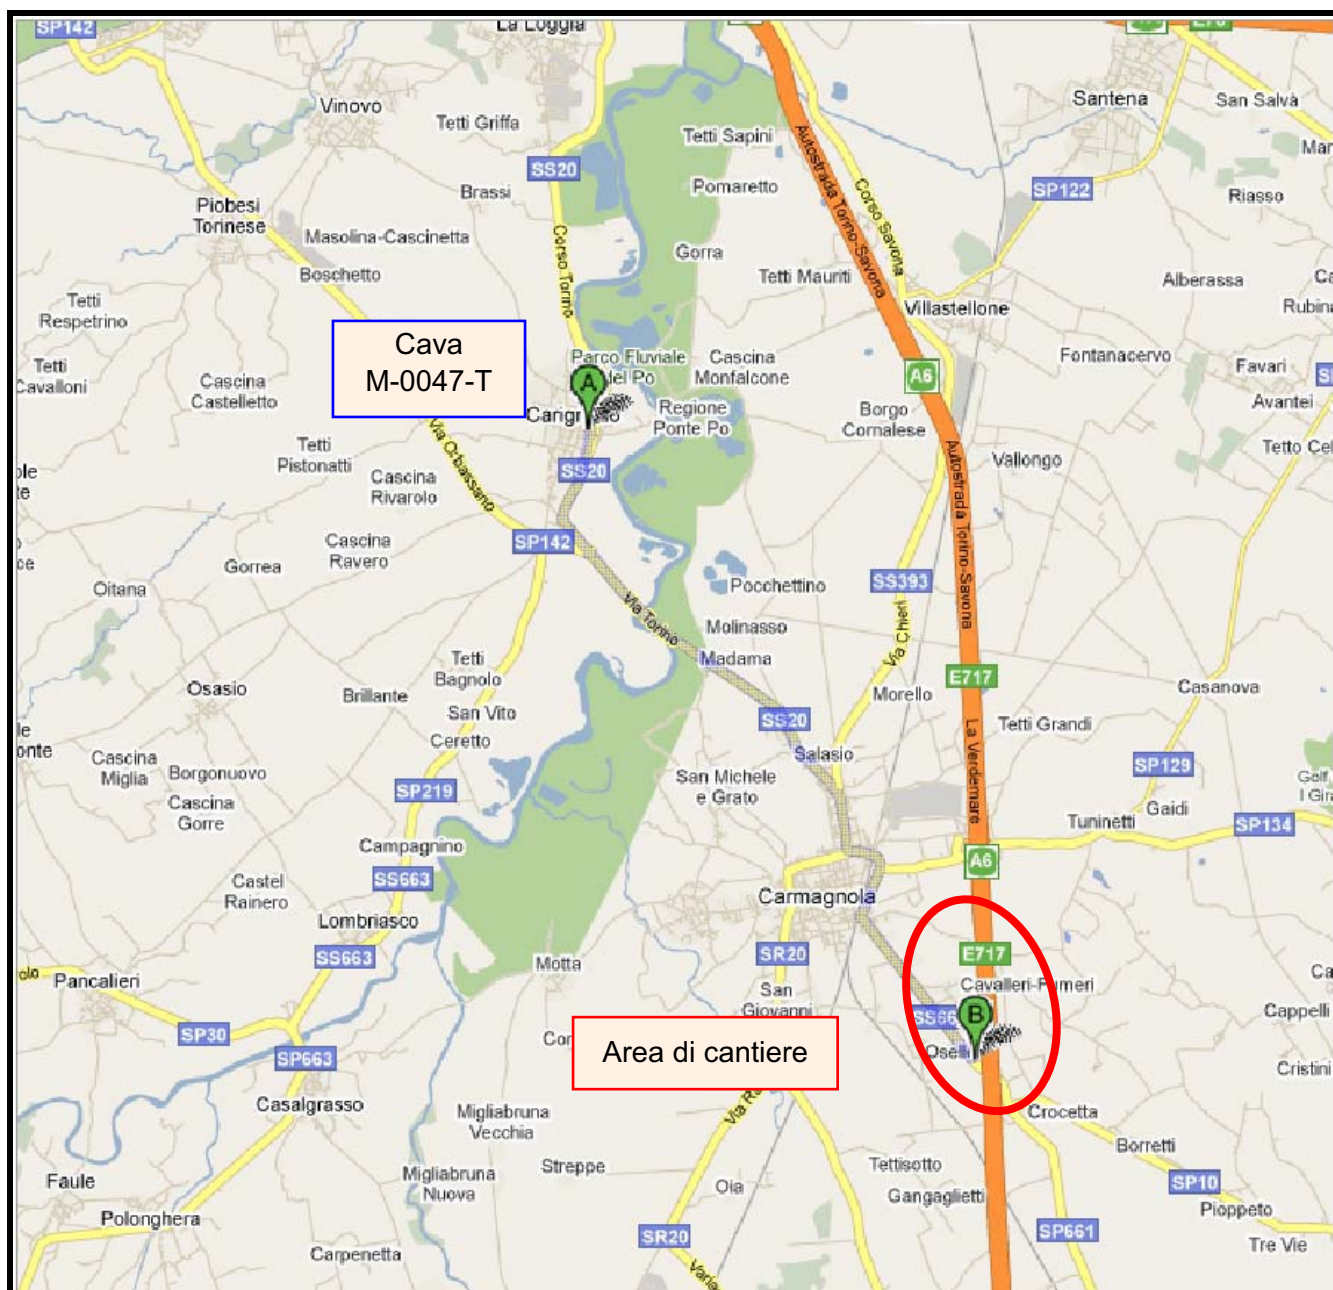 SP142
La Loggia
Vinovo
Tetti Griffa
Tetti Sapini
Santena
San Salvà
SS20
Brassi
Pomaretto
SP122
Riasso
Piobesi
Torinese
Masolina-Cascinetta
Corso Torino
Gorra
Autostrada Torino-Savona
Corso Savona
Boschetto
Tetti Mauriti
Alberassa
Tetti
Respetrino
Villastellone
Cava
M-0047-T
Parco Fluviale
del Po
Cascina
Monfalcone
A6
Fontanacervo
Favari
Tetti
Cavalloni
Cascina
Castelletto
A
Regione
Ponte Po
Borgo
Cornalese
Avantei
Via Orbassano
Tetti
Pistonatti
Cascina
Rivarolo
SS20
Autostrada Torino-Savona
Vallongo
Cascina
Ravero
SP142
Gorrea
Oitana
Pocchettino
SS393
Via Torino
Molinasso
Via Chieri
Madama
Tetti
Bagnolo
Osasio
Brillante
Morello
E717
Casanova
San Vito
SS20
Tetti Grandi
Ceretto
Cascina
Miglia
Borgonuovo
Salasio
La Verdemare
SP129
Cascina
Gorre
SP219
San Michele
e Grato
Gaidi
Tuninetti
SP134
Campagnino
A6
Castel
Rainero
SS663
Carmagnola
Lombriasco
SS663
SR20
E717
Motta
Pancalieri
San
Giovanni
Cavalleri-Fumeri
Cappelli
SP30
B
Area di cantiere
SP663
Cristini
Casalgrasso
Migliabruna
Vecchia
Crocetta
Borretti
Faule
Migliabruna
Nuova
Streppe
Oia
Tettisotto
Gangaglietti
SP10
Pioppeto
Polonghera
SR20
SP661
Tre Vie
Carpenetta